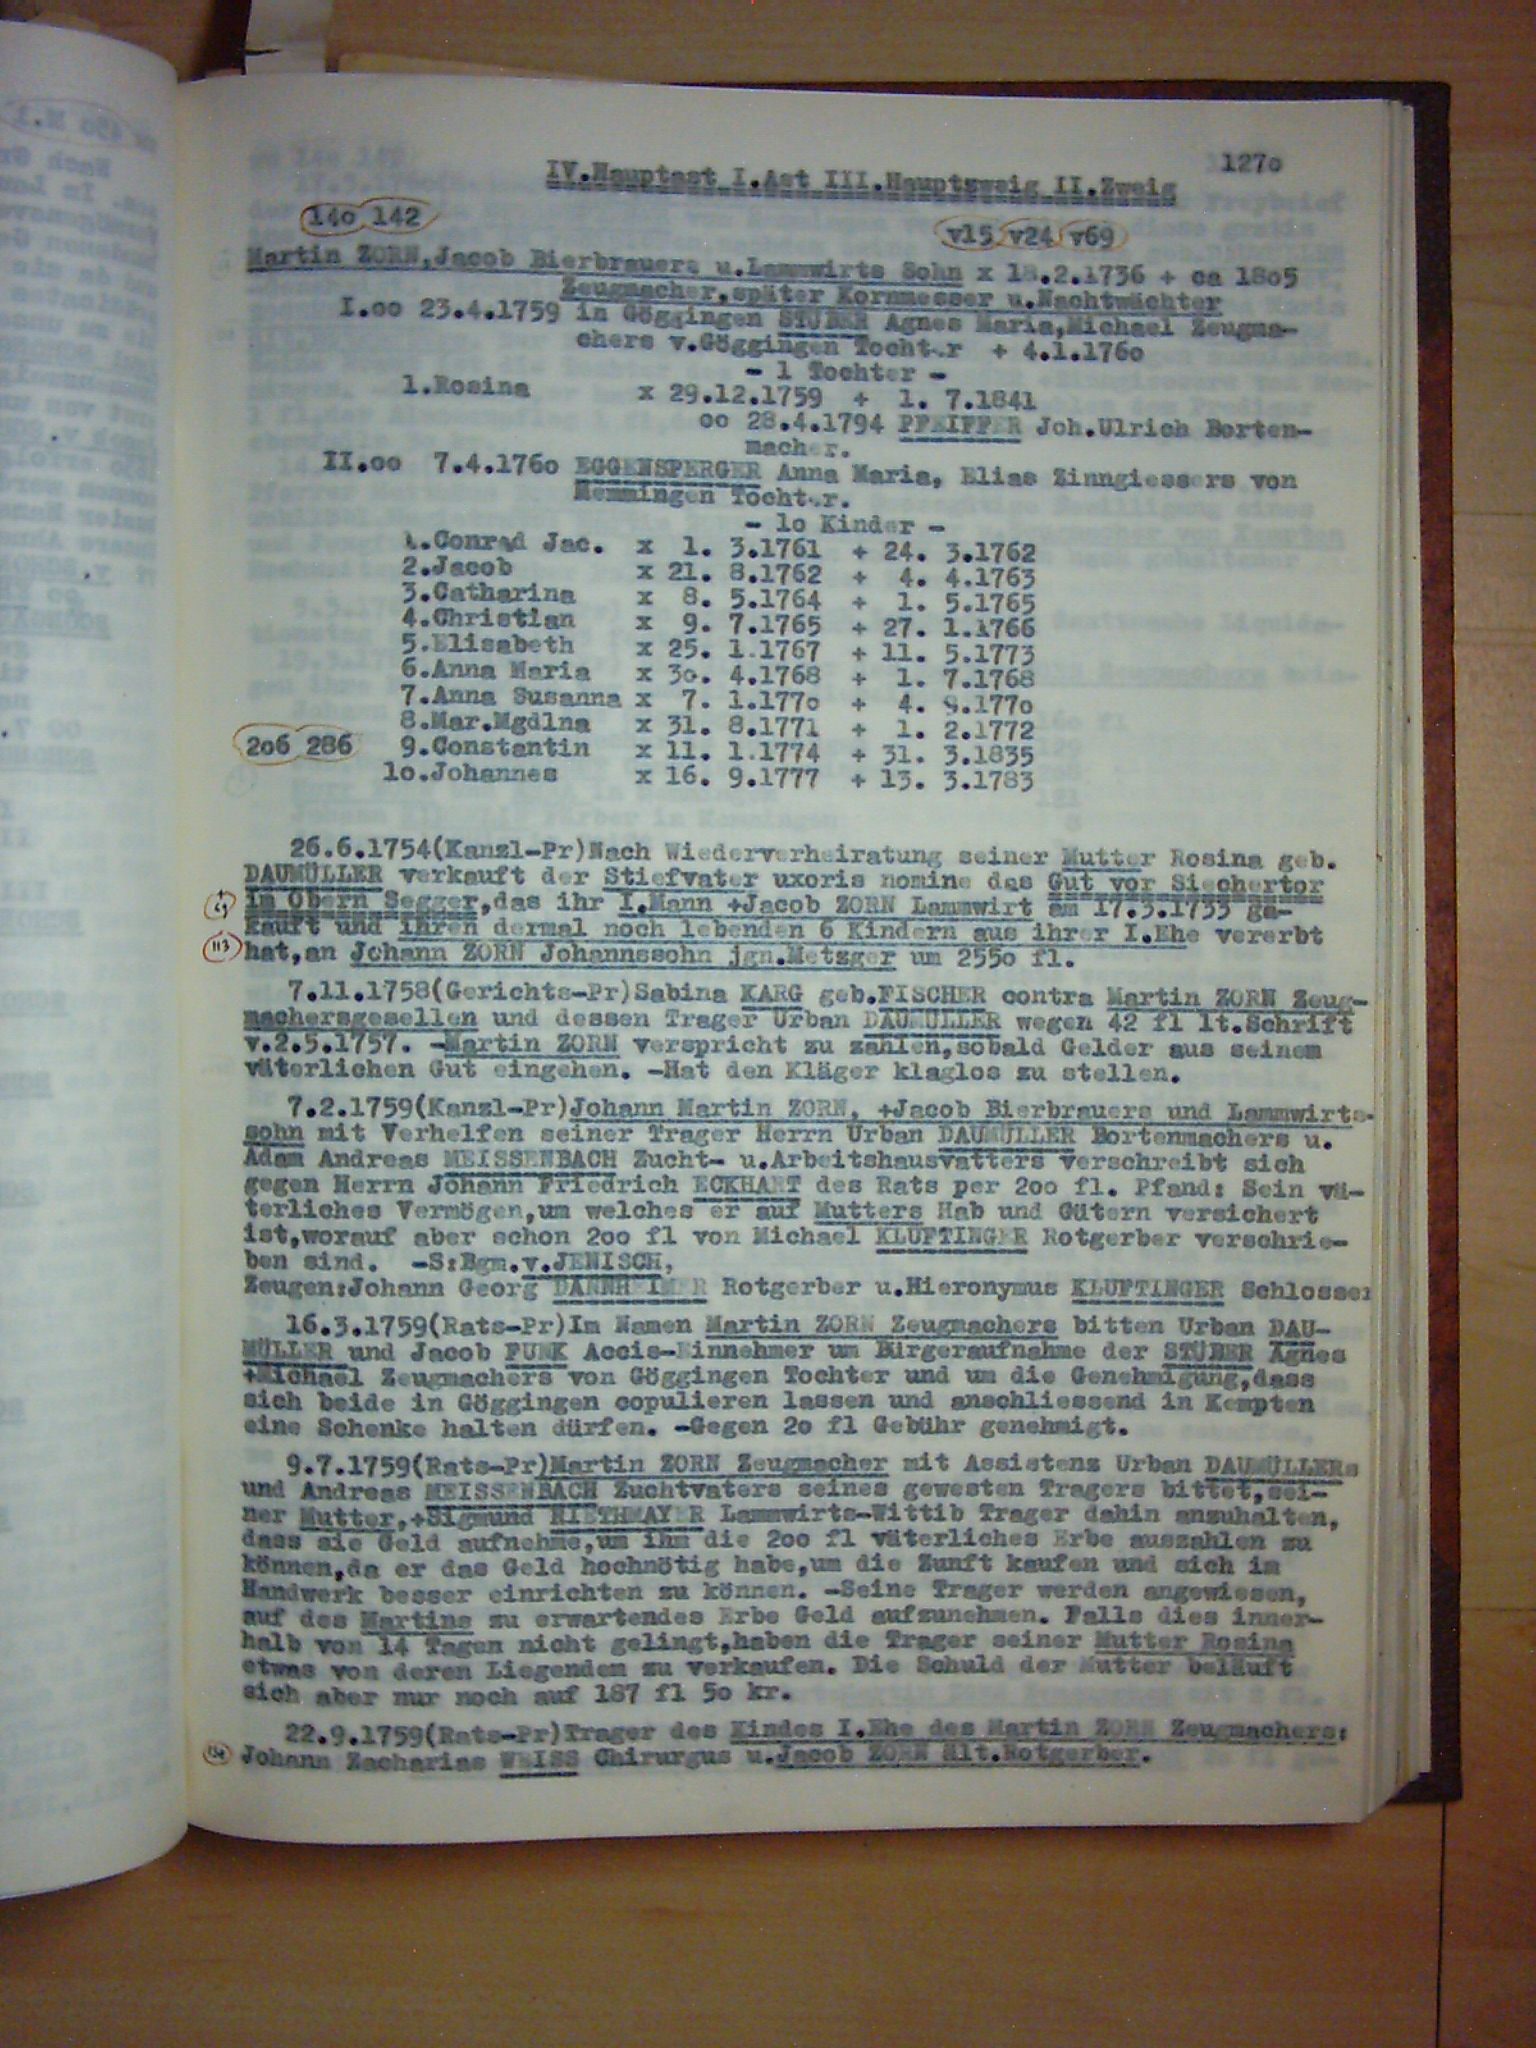 127o
IV.Hauptast I.Ast III.Hauptzweig II.Zweig
14o 142
v15 v24 v69
Martin ZORN,Jacob Bierbrauers u.Lammwirts Sohn x 18.2.1736 + ca 18o5
Zeugmacher,später Kornmesser u.Nachtwächter
I.oo 23.4.1759 in Göggingen STÜBER Agnes Maria,Michael Zeugma-
chers v.Göggingen Tochter + 4.1.176o
- 1 Tochter -
1.Rosina x 29.12.1759 + 1. 7.1841
oo 28.4.1794 PFEIFFER Joh.Ulrich Borten-
macher.
II.oo 7.4.176o EGGENSPERGER Anna Maria, Elias Zinngiessers von
Memmingen Tochter.
- 1o Kinder -
1.Conrad Jac. x 1. 3.1761 + 24. 3.1762
2.Jacob x 21. 8.1762 + 4. 4.1763
3.Catharina x 8. 5.1764 + 1. 5.1765
4.Christian x 9. 7.1765 + 27. 1.1766
5.Elisabeth x 25. 1.1767 + 11. 5.1773
6.Anna Maria x 3o. 4.1768 + 1. 7.1768
7.Anna Susanna x 7. 1.177o + 4. 9.177o
8.Mar.Mgdlna x 31. 8.1771 + 1. 2.1772
2o6 286 9.Constantin x 11. 1.1774 + 31. 3.1835
1o.Johannes x 16. 9.1777 + 13. 3.1783
26.6.1754(Kanzl-Pr)Nach Wiederverheiratung seiner Mutter Rosina geb.
DAUMÜLLER verkauft der Stiefvater uxoris nomine das Gut vor Siechertor
im Obern Segger,das ihr I.Mann +Jacob ZORN Lammwirt am 17.3.1733 ge-
kauft und ihren dermal noch lebenden 6 Kindern aus ihrer I.Ehe vererbt
113 hat,an Johann ZORN Johannssohn jgn.Metzger um 255o fl.
7.11.1758(Gerichts-Pr)Sabina KARG geb.FISCHER contra Martin ZORN Zeug-
machersgesellen und dessen Trager Urban DAUMÜLLER wegen 42 fl lt.Schrift
v.2.5.1757. -Martin ZORN verspricht zu zahlen,sobald Gelder aus seinem
väterlichen Gut eingehen. -Hat den Kläger klaglos zu stellen.
7.2.1759(Kanzl-Pr)Johann Martin ZORN, +Jacob Bierbrauers und Lammwirts-
sohn mit Verhelfen seiner Trager Herrn Urban DAUMÜLLER Bortenmachers u.
Adam Andreas MEISSENBACH Zucht- u.Arbeitshausvatters verschreibt sich
gegen Herrn Johann Friedrich ECKHART des Rats per 2oo fl. Pfand: Sein vä-
terliches Vermögen,um welches er auf Mutters Hab und Gütern versichert
ist,worauf aber schon 2oo fl von Michael KLUFTINGER Rotgerber verschrie-
ben sind. -S:Bgm.v.JENISCH,
Zeugen:Johann Georg DANNHEIMER Rotgerber u.Hieronymus KLUFTINGER Schlosser
16.3.1759(Rats-Pr)Im Namen Martin ZORN Zeugmachers bitten Urban DAU-
MÜLLER und Jacob FUNK Accis-Einnehmer um Bürgeraufnahme der STÜBER Agnes
+Michael Zeugmachers von Göggingen Tochter und um die Genehmigung,dass
sich beide in Göggingen copulieren lassen und anschliessend in Kempten
eine Schenke halten dürfen. -Gegen 2o fl Gebühr genehmigt.
9.7.1759(Rats-Pr)Martin ZORN Zeugmacher mit Assistenz Urban DAUMÜLLERs
und Andreas MEISSENBACH Zuchtvaters seines gewesten Tragers bittet,sei-
ner Mutter,+Sigmund RIETHMAYER Lammwirts-Wittib Trager dahin anzuhalten,
dass sie Geld aufnehme,um ihm die 2oo fl väterliches Erbe auszahlen zu
können,da er das Geld hochnötig habe,um die Zunft kaufen und sich im
Handwerk besser einrichten zu können. -Seine Trager werden angewiesen,
auf des Martins zu erwartendes Erbe Geld aufzunehmen. Falls dies inner-
halb von 14 Tagen nicht gelingt,haben die Trager seiner Mutter Rosina
etwas von deren Liegendem zu verkaufen. Die Schuld der Mutter beläuft
sich aber nur noch auf 187 fl 5o kr.
22.9.1759(Rats-Pr)Trager des Kindes I.Ehe des Martin ZORN Zeugmachers:
Johann Zacharias WEISS Chirurgus u.Jacob ZORN Alt.Rotgerber.